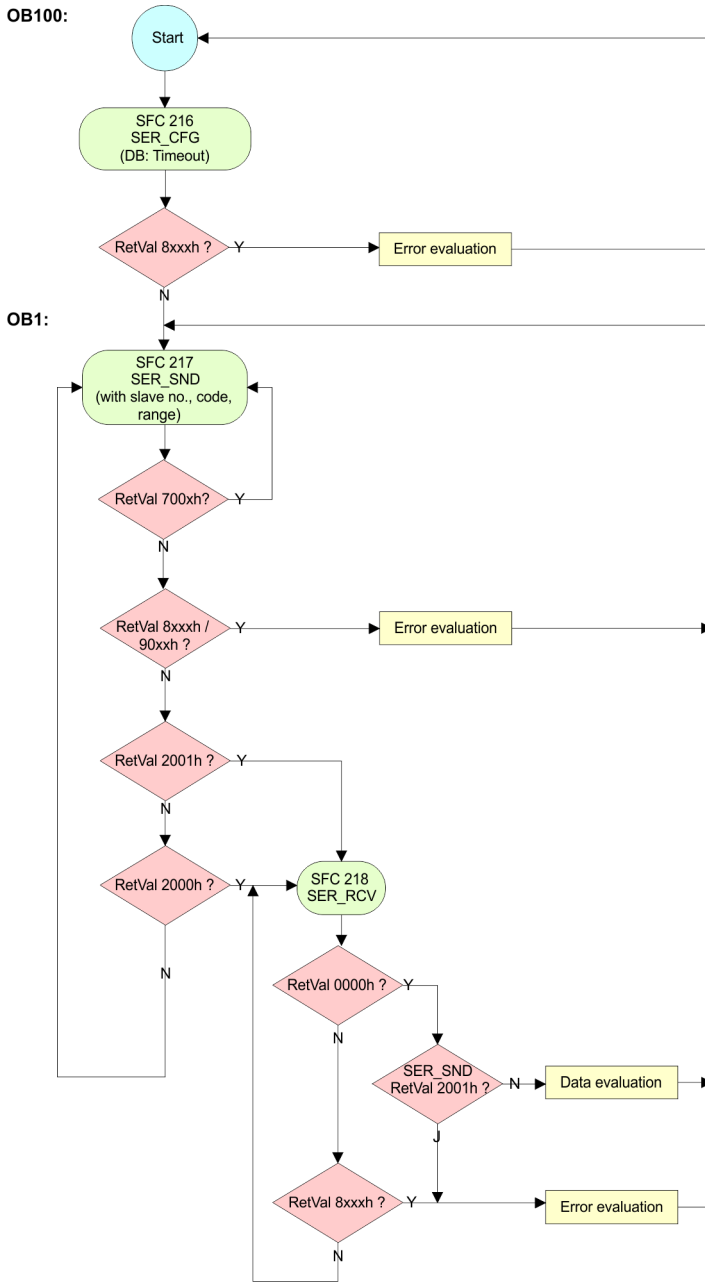 OB100:
Start
SFC 216
SER_CFG
(DB: Timeout)
RetVal 8xxxh ?
Y
Error evaluation
N
OB1:
SFC 217
SER_SND
(with slave no., code,
range)
RetVal 700xh?
Y
N
RetVal 8xxxh /
90xxh ?
Y
Error evaluation
N
RetVal 2001h ?
Y
N
RetVal 2000h ?
Y
SFC 218
SER_RCV
N
RetVal 0000h ?
Y
N
SER_SND
RetVal 2001h ?
N
Data evaluation
J
RetVal 8xxxh ?
Y
Error evaluation
N